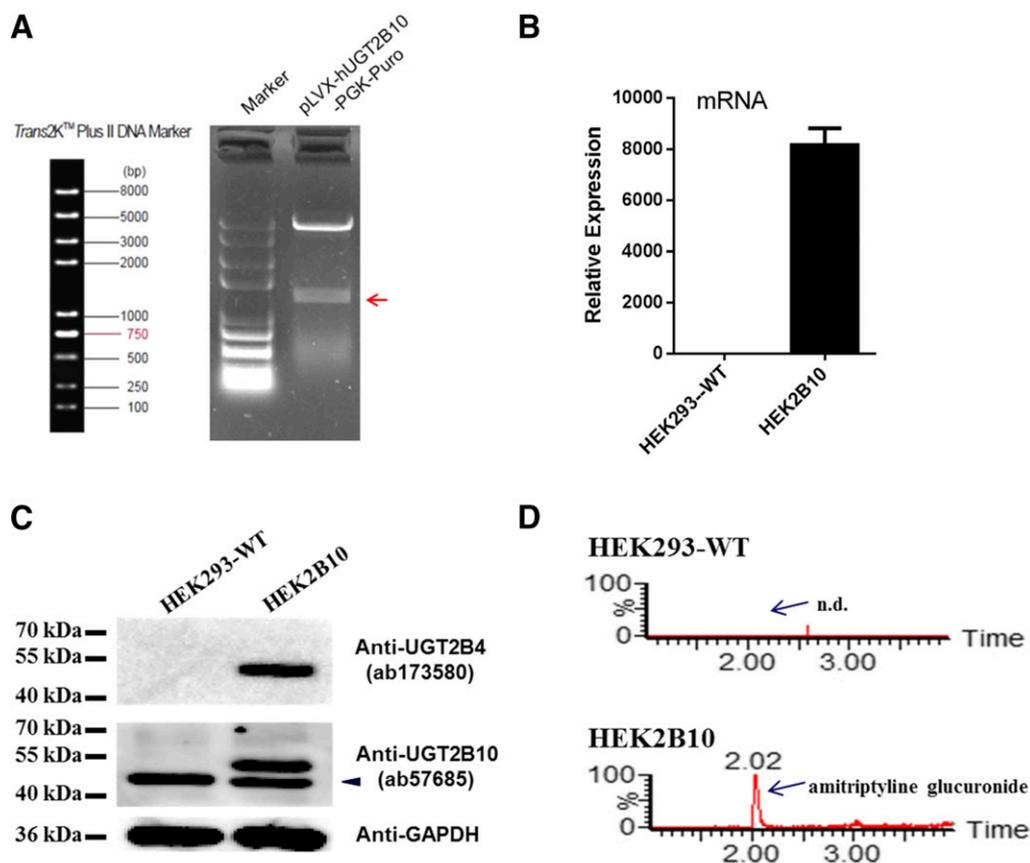 A
Marker
pLVX-hUGT2B10
-PGK-Puro
Trans2K™ Plus II DNA Marker
(bp)
8000
5000
3000
2000
1000
750
500
250
100
B
mRNA
Relative Expression
10000
8000
6000
4000
2000
0
HEK293--WT
HEK2B10
C
HEK293-WT
HEK2B10
70 kDa
55 kDa
40 kDa
Anti-UGT2B4
(ab173580)
70 kDa
55 kDa
40 kDa
Anti-UGT2B10
(ab57685)
36 kDa
Anti-GAPDH
D
HEK293-WT
100
%
0
n.d.
Time
2.00 3.00
HEK2B10
2.02
100
%
0
amitriptyline glucuronide
Time
2.00 3.00